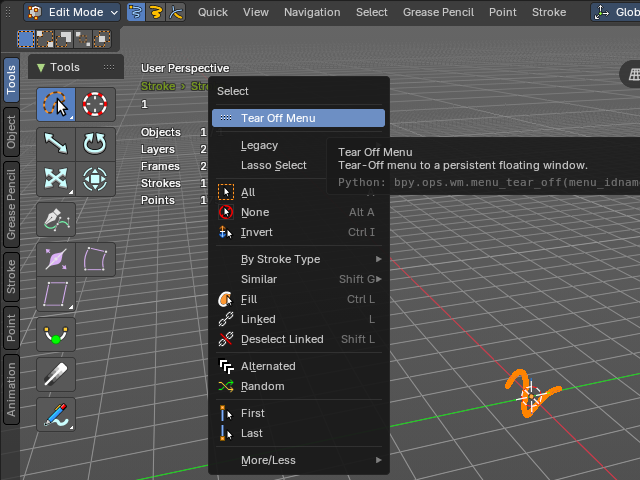 Edit Mode
Quick View Navigation Select Grease Pencil Point Stroke
Glob
Tools
Object
Grease Pencil
Stroke
Point
Animation
Tools
User Perspective
Stroke
1
Objects 1
Layers 2
Frames 2
Strokes 1
Points 1
Select
Tear Off Menu
Legacy
Lasso Select
All
None Alt A
Invert Ctrl I
By Stroke Type
Similar Shift G
Fill Ctrl L
Linked L
Deselect Linked Shift L
Alternated
Random
First
Last
More/Less
Tear Off Menu
Tear-Off menu to a persistent floating window.
Python: bpy.ops.wm.menu_tear_off(menu_idname